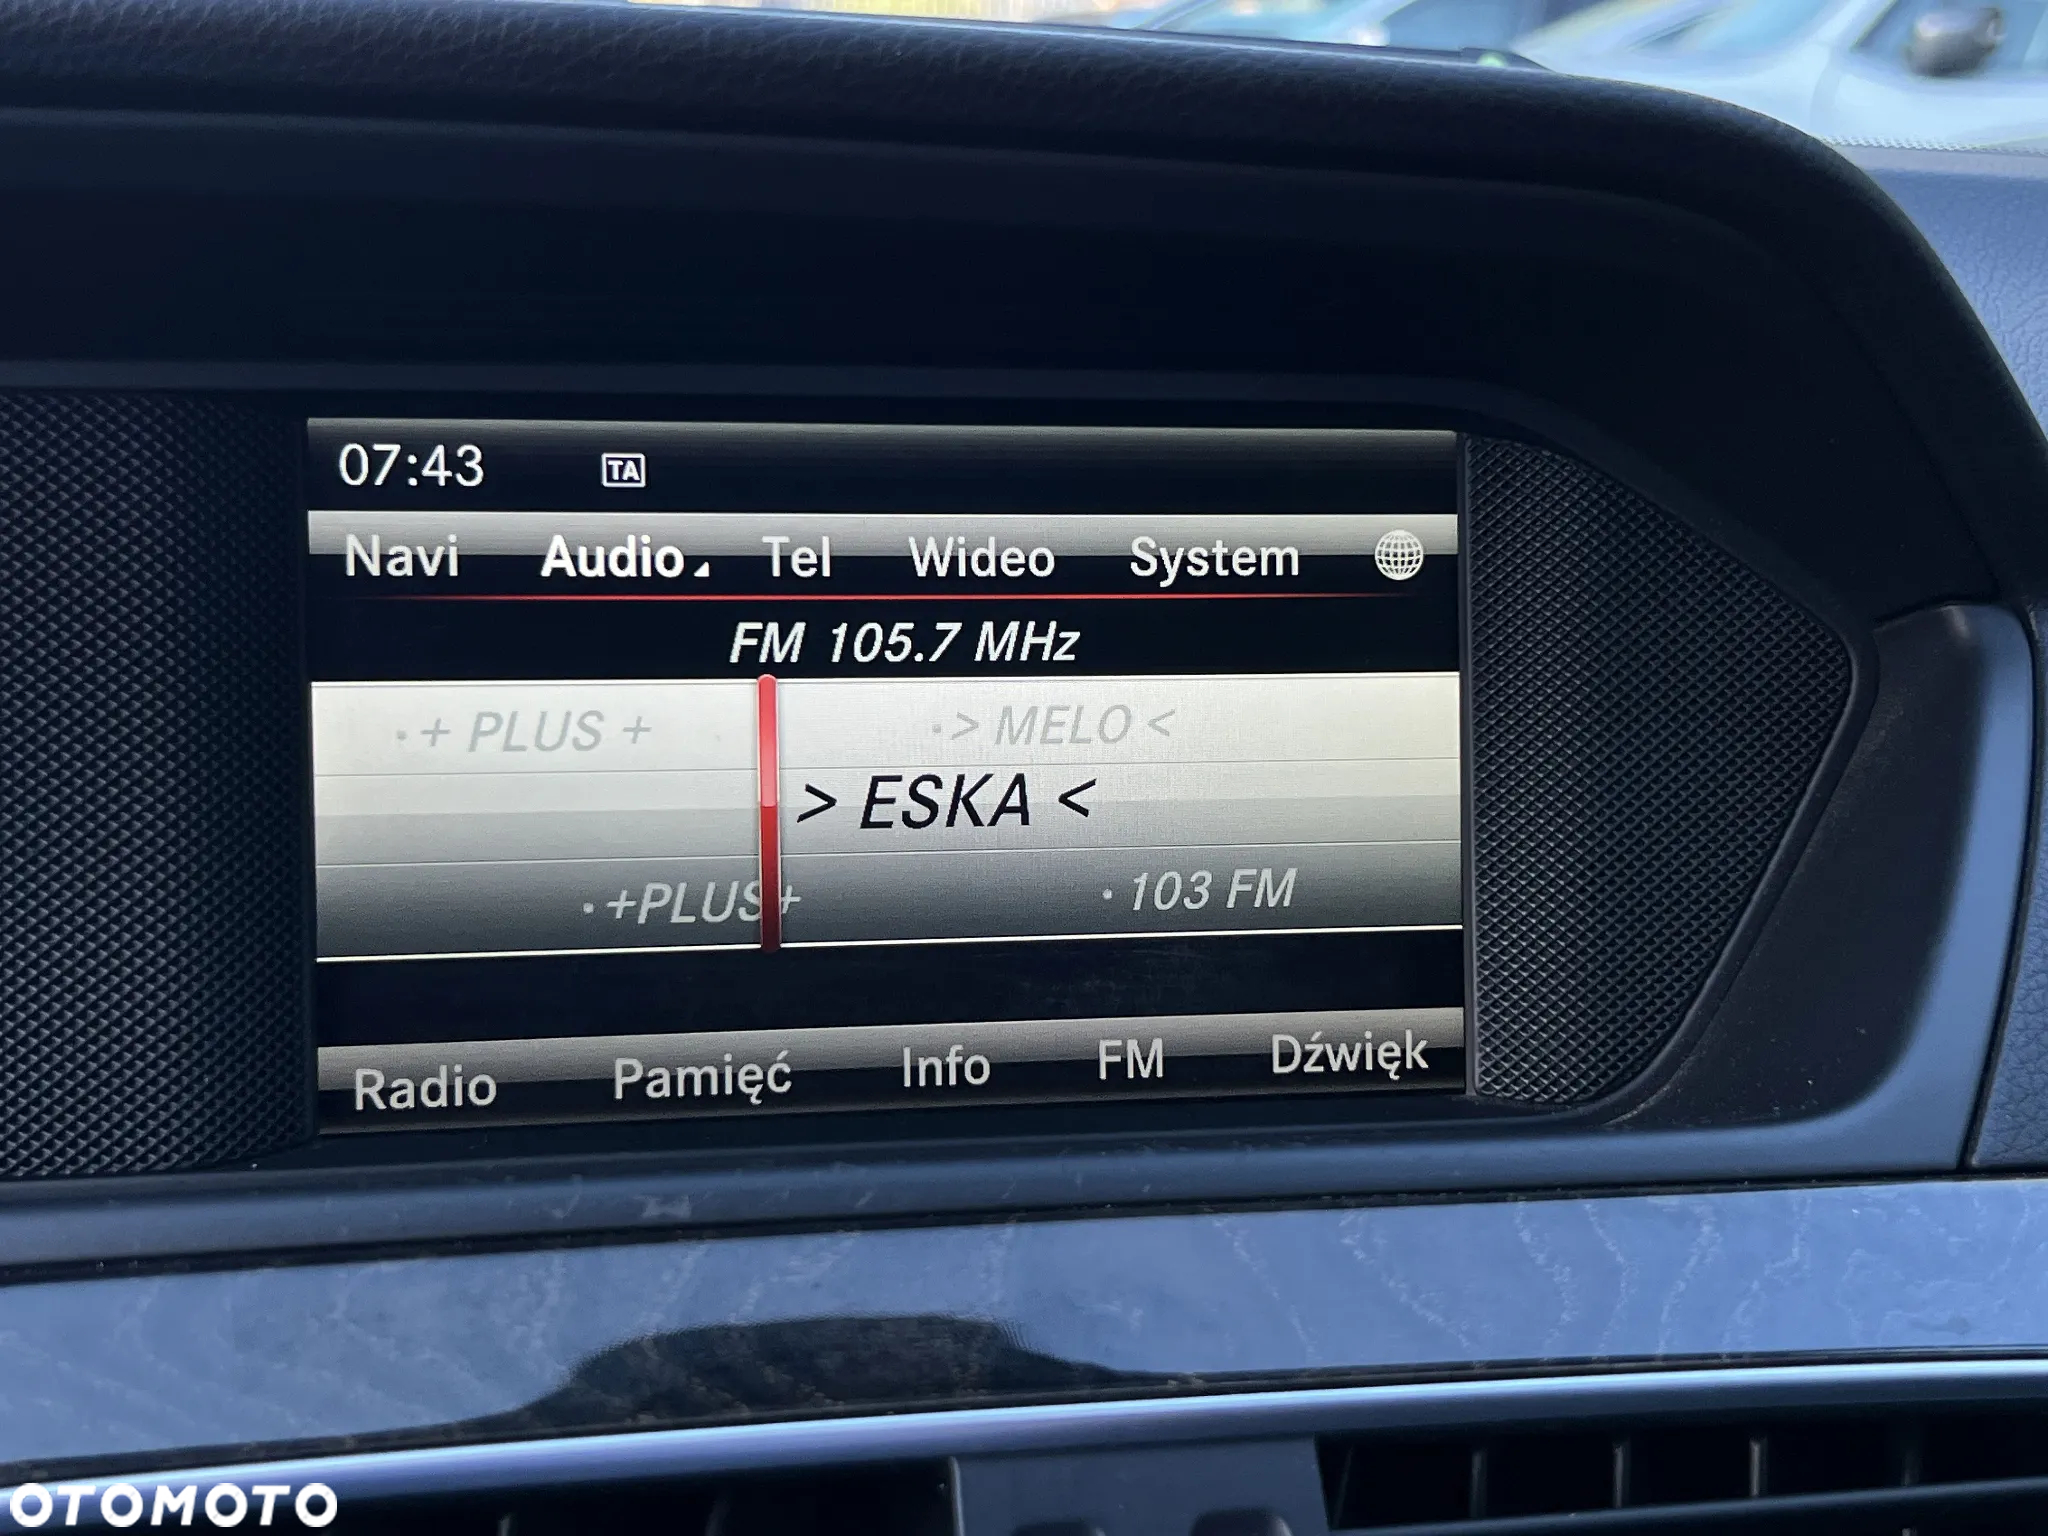 07:43 TA
Navi Audio Tel Wideo System
FM 105.7 MHz
·+ PLUS + ·> MELO <
> ESKA <
·+PLUS+ ·103 FM
Radio Pamięć Info FM Dźwięk
OTOMOTO